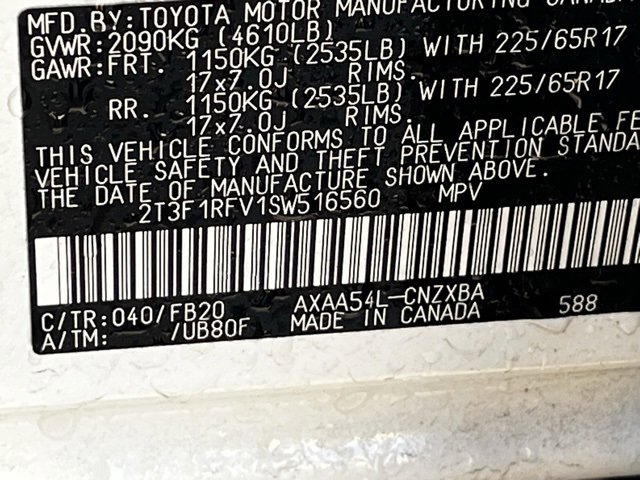 MFD. BY: TOYOTA MOTOR MANUFACTURING CANADA
GVWR: 2090KG (4610LB)
GAWR: FRT. 1150KG (2535LB) WITH 225/65R17
17x7.0J RIMS.
RR. 1150KG (2535LB) WITH 225/65R17
17x7.0J RIMS.
THIS VEHICLE CONFORMS TO ALL APPLICABLE FE
VEHICLE SAFETY AND THEFT PREVENTION STANDA
THE DATE OF MANUFACTURE SHOWN ABOVE.
2T3F1RFV1SW516560 MPV
C/TR: 040/FB20 AXAA54L-CNZXBA
A/TM: /UB80F MADE IN CANADA 588